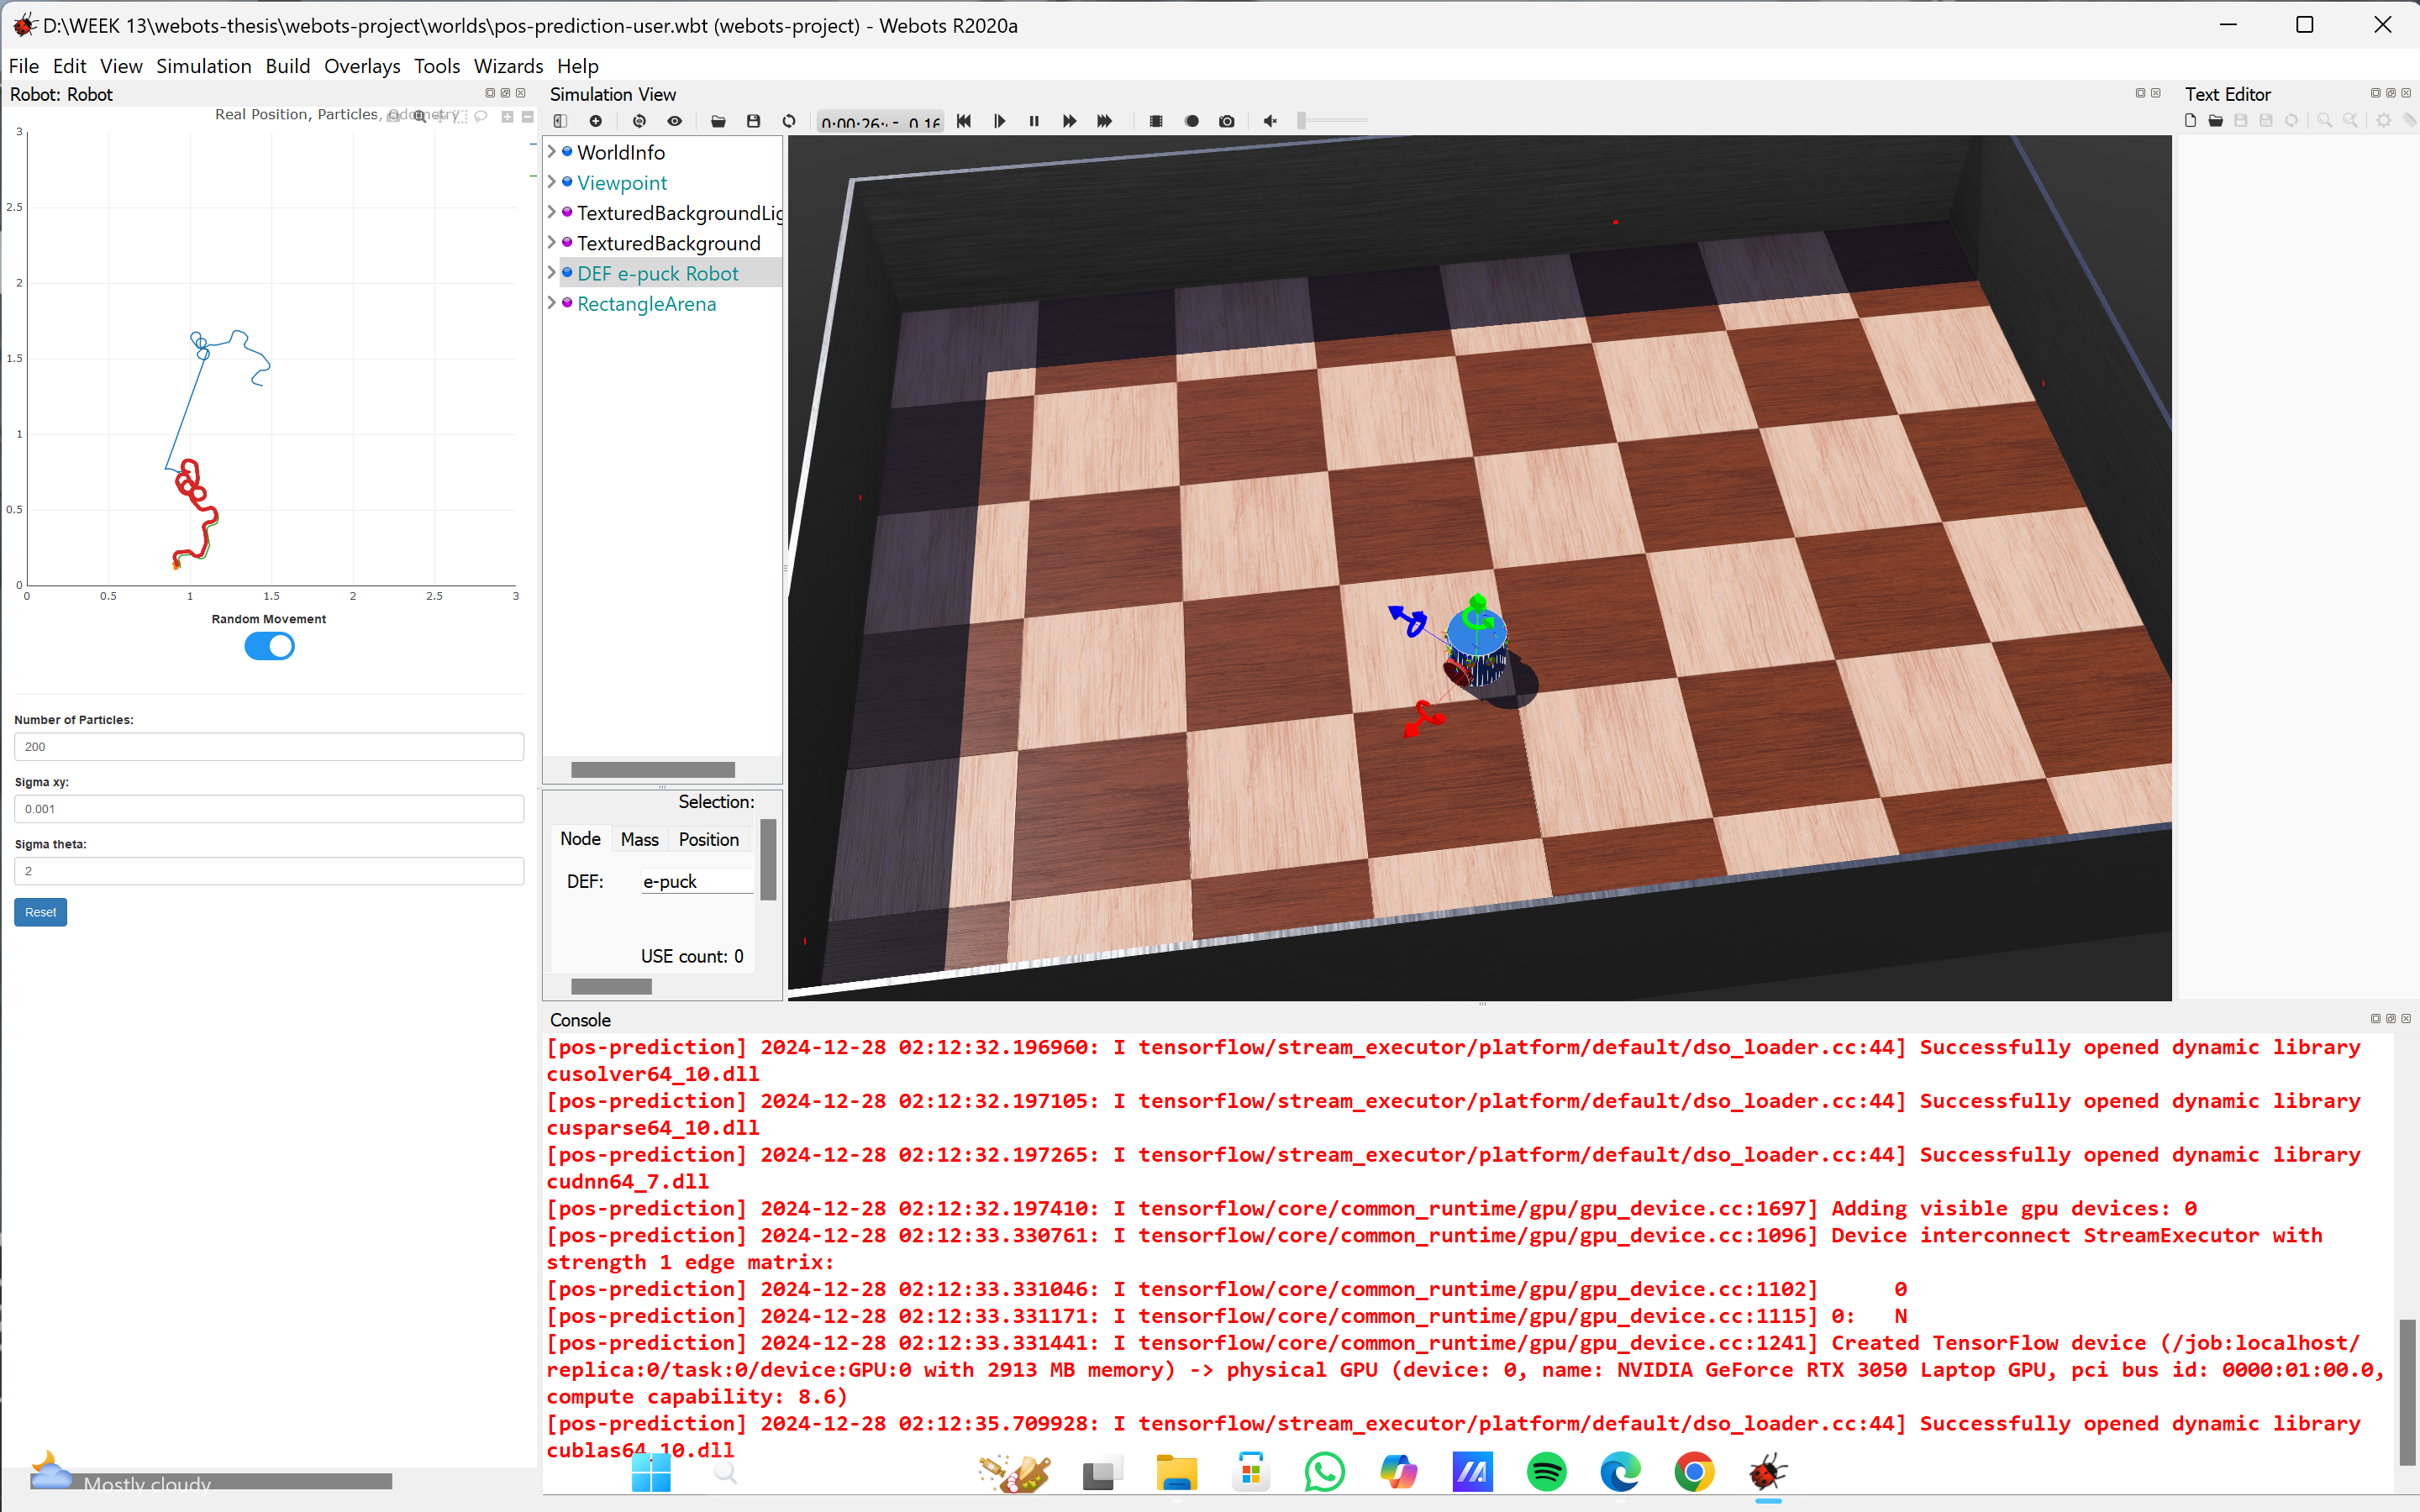 D:\WEEK 13\webots-thesis\webots-project\worlds\pos-prediction-user.wbt (webots-project) - Webots R2020a
File Edit View Simulation Build Overlays Tools Wizards Help
Robot: Robot
Real Position, Particles, Odometry
3
2.5
2
1.5
1
0.5
0
0 0.5 1 1.5 2 2.5 3
Random Movement
Number of Particles:
200
Sigma xy:
0.001
Sigma theta:
2
Reset
Simulation View
0:00:26:- - 0.16
WorldInfo
Viewpoint
TexturedBackgroundLig
TexturedBackground
DEF e-puck Robot
RectangleArena
Selection:
Node Mass Position
DEF: e-puck
USE count: 0
Text Editor
Console
[pos-prediction] 2024-12-28 02:12:32.196960: I tensorflow/stream_executor/platform/default/dso_loader.cc:44] Successfully opened dynamic library
cusolver64_10.dll
[pos-prediction] 2024-12-28 02:12:32.197105: I tensorflow/stream_executor/platform/default/dso_loader.cc:44] Successfully opened dynamic library
cusparse64_10.dll
[pos-prediction] 2024-12-28 02:12:32.197265: I tensorflow/stream_executor/platform/default/dso_loader.cc:44] Successfully opened dynamic library
cudnn64_7.dll
[pos-prediction] 2024-12-28 02:12:32.197410: I tensorflow/core/common_runtime/gpu/gpu_device.cc:1697] Adding visible gpu devices: 0
[pos-prediction] 2024-12-28 02:12:33.330761: I tensorflow/core/common_runtime/gpu/gpu_device.cc:1096] Device interconnect StreamExecutor with
strength 1 edge matrix:
[pos-prediction] 2024-12-28 02:12:33.331046: I tensorflow/core/common_runtime/gpu/gpu_device.cc:1102]      0
[pos-prediction] 2024-12-28 02:12:33.331171: I tensorflow/core/common_runtime/gpu/gpu_device.cc:1115] 0:   N
[pos-prediction] 2024-12-28 02:12:33.331441: I tensorflow/core/common_runtime/gpu/gpu_device.cc:1241] Created TensorFlow device (/job:localhost/
replica:0/task:0/device:GPU:0 with 2913 MB memory) -> physical GPU (device: 0, name: NVIDIA GeForce RTX 3050 Laptop GPU, pci bus id: 0000:01:00.0,
compute capability: 8.6)
[pos-prediction] 2024-12-28 02:12:35.709928: I tensorflow/stream_executor/platform/default/dso_loader.cc:44] Successfully opened dynamic library
cublas64_10.dll
Mostly cloudy